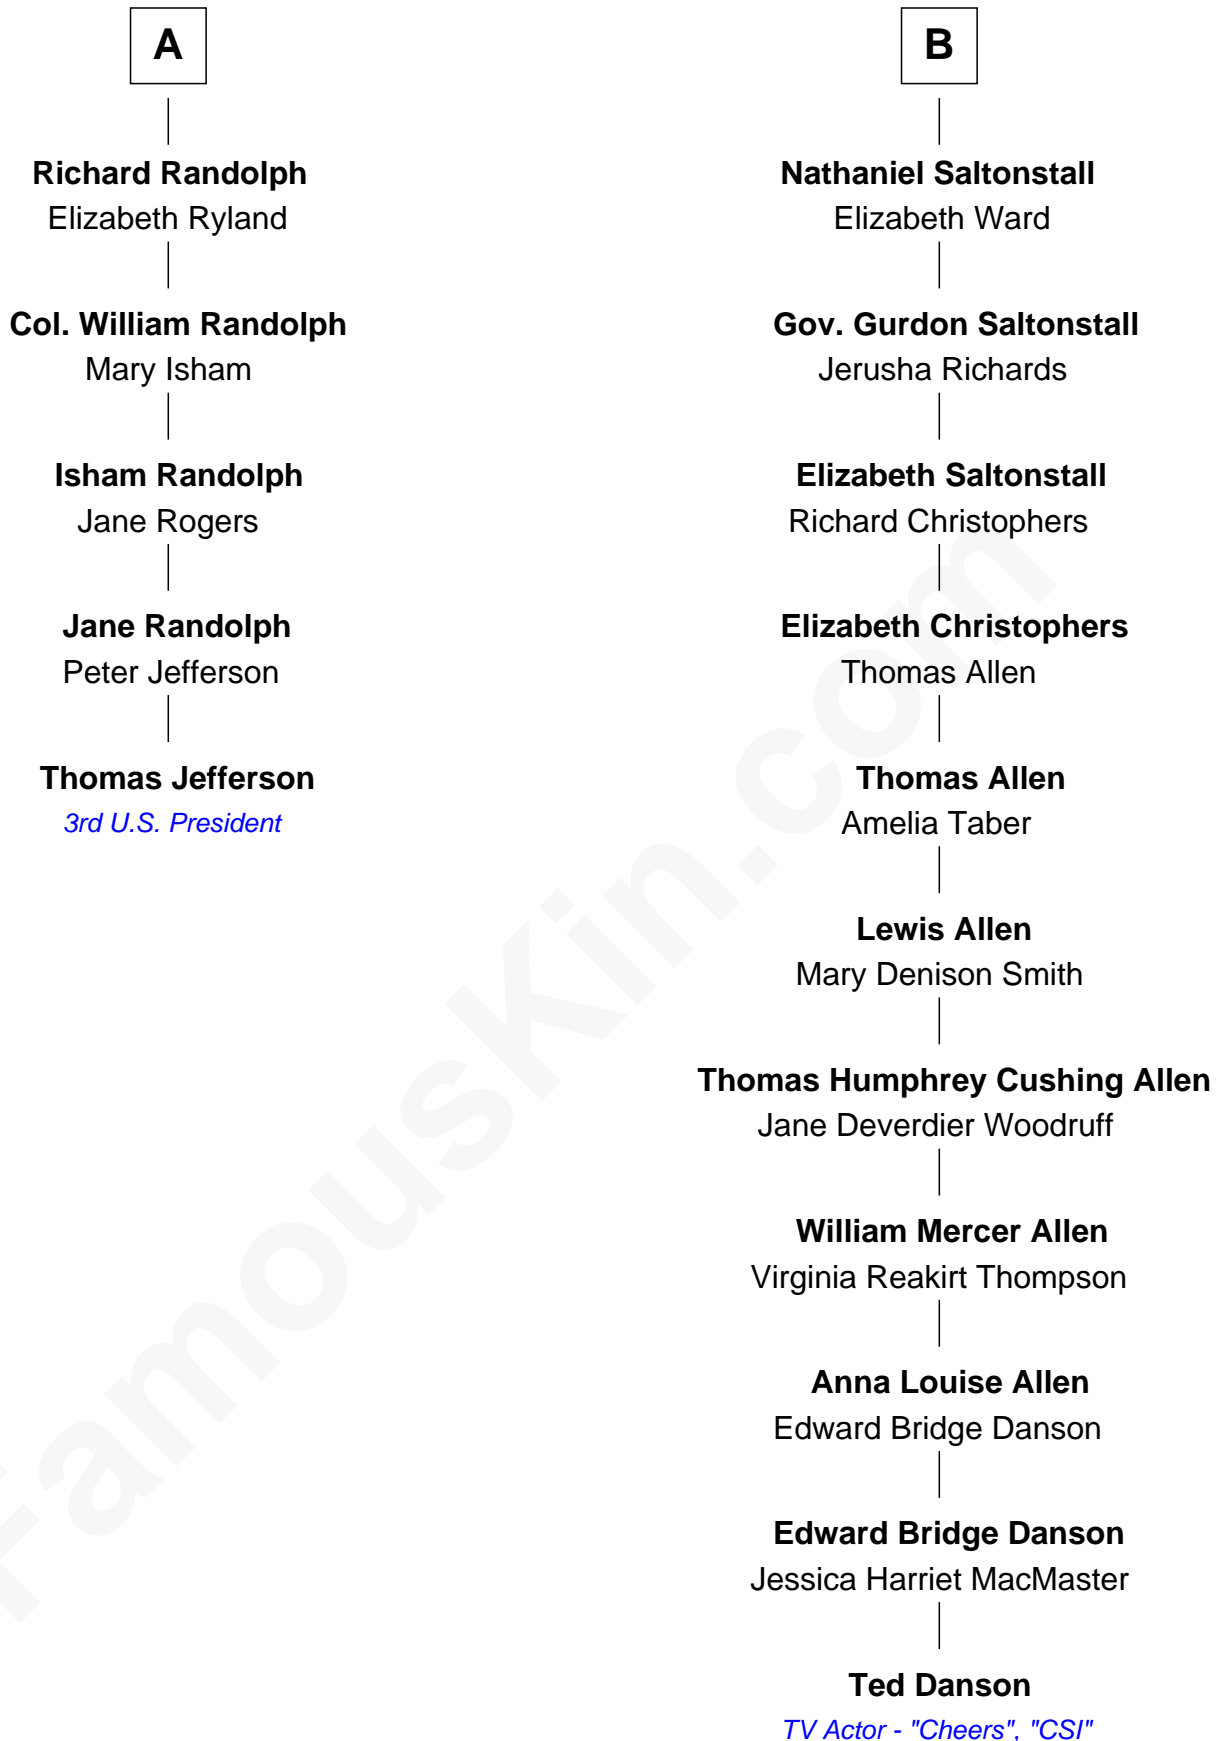 A
Richard Randolph
Elizabeth Ryland
Col. William Randolph
Mary Isham
Isham Randolph
Jane Rogers
Jane Randolph
Peter Jefferson
Thomas Jefferson
3rd U.S. President
B
Nathaniel Saltonstall
Elizabeth Ward
Gov. Gurdon Saltonstall
Jerusha Richards
Elizabeth Saltonstall
Richard Christophers
Elizabeth Christophers
Thomas Allen
Thomas Allen
Amelia Taber
Lewis Allen
Mary Denison Smith
Thomas Humphrey Cushing Allen
Jane Deverdier Woodruff
William Mercer Allen
Virginia Reakirt Thompson
Anna Louise Allen
Edward Bridge Danson
Edward Bridge Danson
Jessica Harriet MacMaster
Ted Danson
TV Actor - "Cheers", "CSI"
FamousKin.com